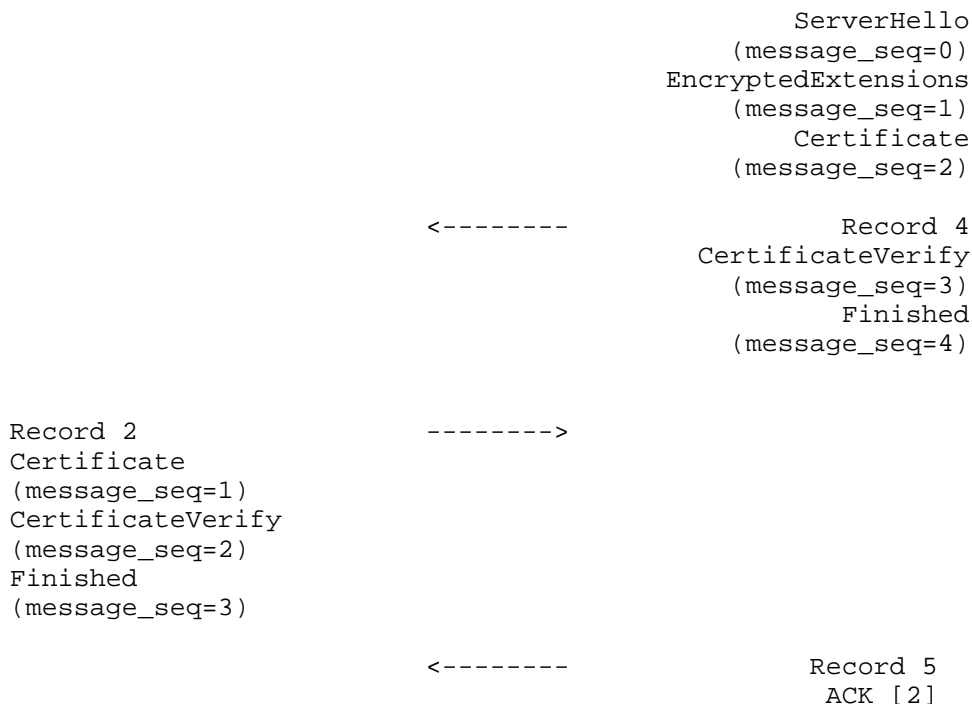 ServerHello
(message_seq=0)
EncryptedExtensions
(message_seq=1)
Certificate
(message_seq=2)
<-------- Record 4
CertificateVerify
(message_seq=3)
Finished
(message_seq=4)
Record 2 -------->
Certificate
(message_seq=1)
CertificateVerify
(message_seq=2)
Finished
(message_seq=3)
<-------- Record 5
ACK [2]